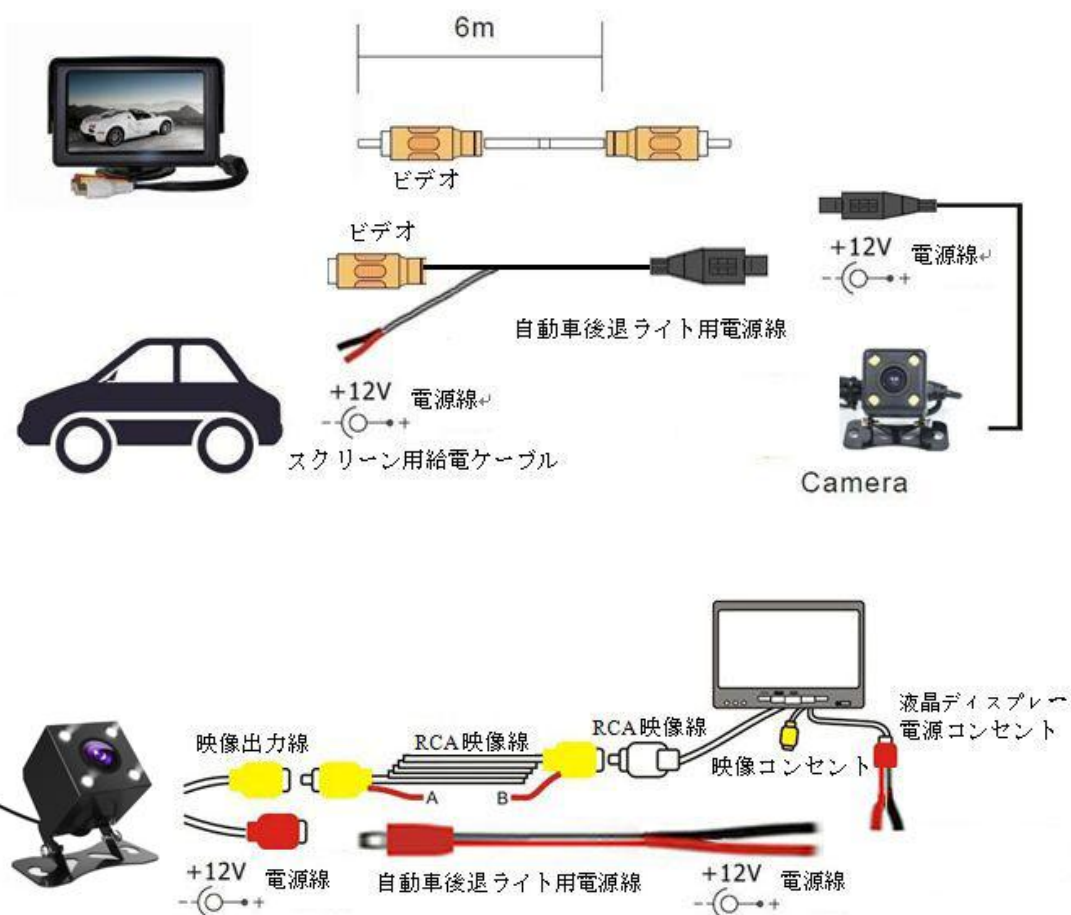 6m
ビデオ
ビデオ
+12V 電源線↵
自動車後退ライト用電源線
+12V 電源線↵
スクリーン用給電ケーブル
Camera
液晶ディスプレー
電源コンセント
RCA映像線
映像出力線
RCA映像線
映像コンセント
A
B
+12V 電源線
自動車後退ライト用電源線
+12V 電源線